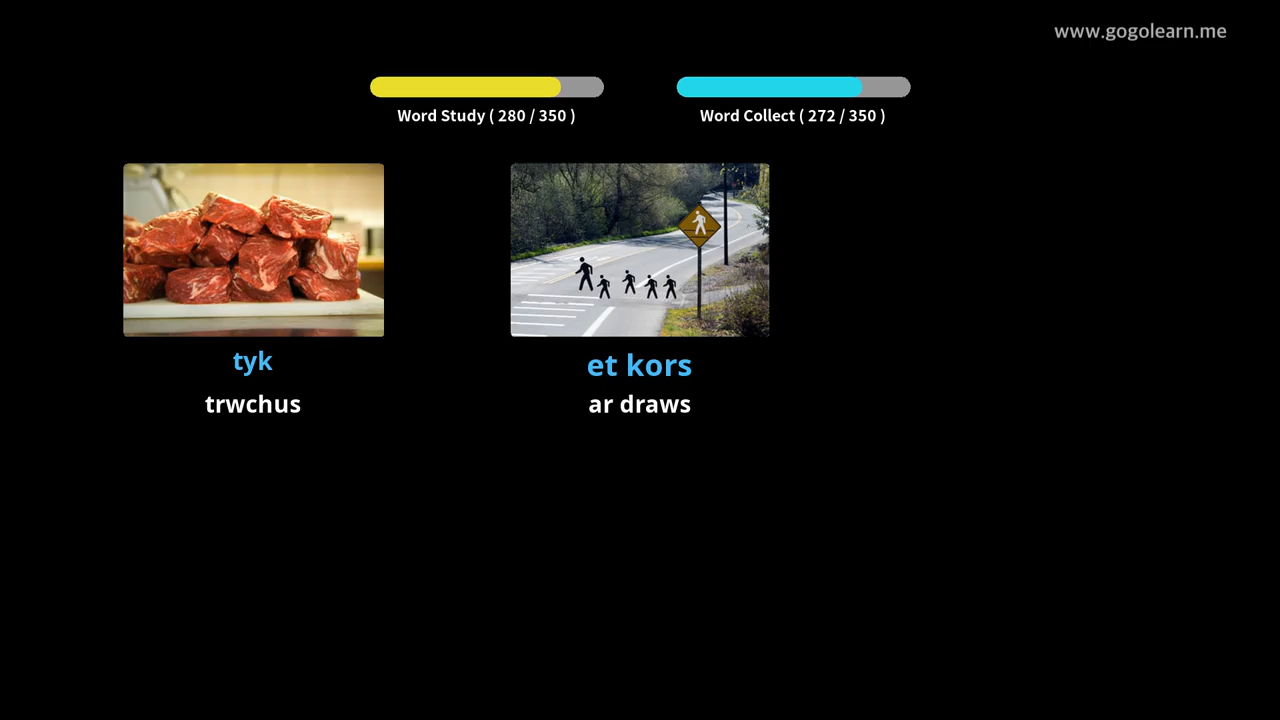 www.gogolearn.me
Word Study ( 280 / 350 )
Word Collect ( 272 / 350 )
tyk
et kors
trwchus
ar draws